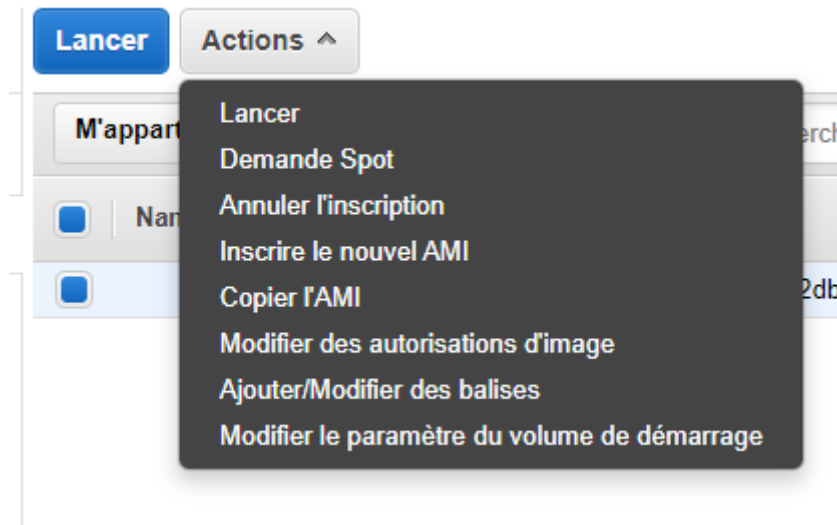 Lancer
Actions
M'appart
Lancer
Demande Spot
Annuler l'inscription
Inscrire le nouvel AMI
Copier l'AMI
Modifier des autorisations d'image
Ajouter/Modifier des balises
Modifier le paramètre du volume de démarrage
erch
Nan
2db